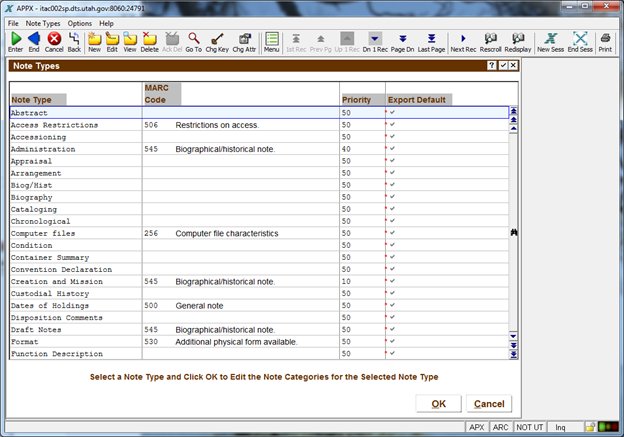 APPX - itac002sp.dts.utah.gov:8060:24791
File Note Types Options Help
Enter End Cancel Back New Edit View Delete Ack Del Go To Chg Key Chg Attr Menu 1st Rec Prev Pg Up 1 Rec Dn 1 Rec Page Dn Last Page Next Rec Rescroll Redisplay New Sess End Sess Print
Note Types
MARC
Note Type Code Priority Export Default
Abstract 50
Access Restrictions 506 Restrictions on access. 50
Accessioning 50
Administration 545 Biographical/historical note. 40
Appraisal 50
Arrangement 50
Biog/Hist 50
Biography 50
Cataloging 50
Chronological 50
Computer files 256 Computer file characteristics 50
Condition 50
Container Summary 50
Convention Declaration 50
Creation and Mission 545 Biographical/historical note. 10
Custodial History 50
Dates of Holdings 500 General note 50
Disposition Comments 50
Draft Notes 545 Biographical/historical note. 50
Format 530 Additional physical form available. 50
Function Description 50
Select a Note Type and Click OK to Edit the Note Categories for the Selected Note Type
OK Cancel
APX ARC NOT UT Inq